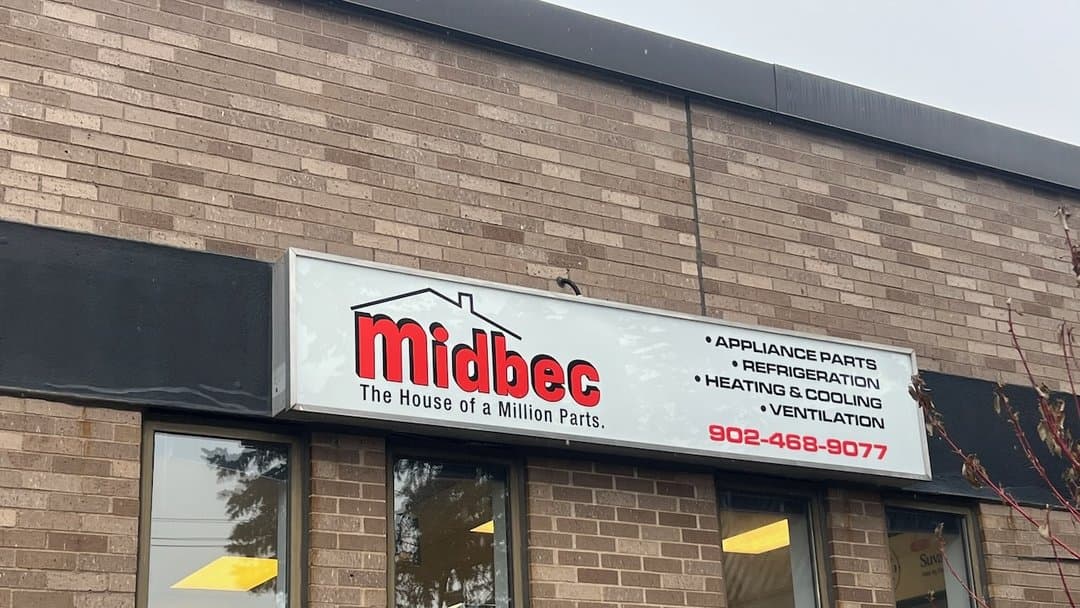 midbec
The House of a Million Parts.
• APPLIANCE PARTS
• REFRIGERATION
• HEATING & COOLING
• VENTILATION
902-468-9077